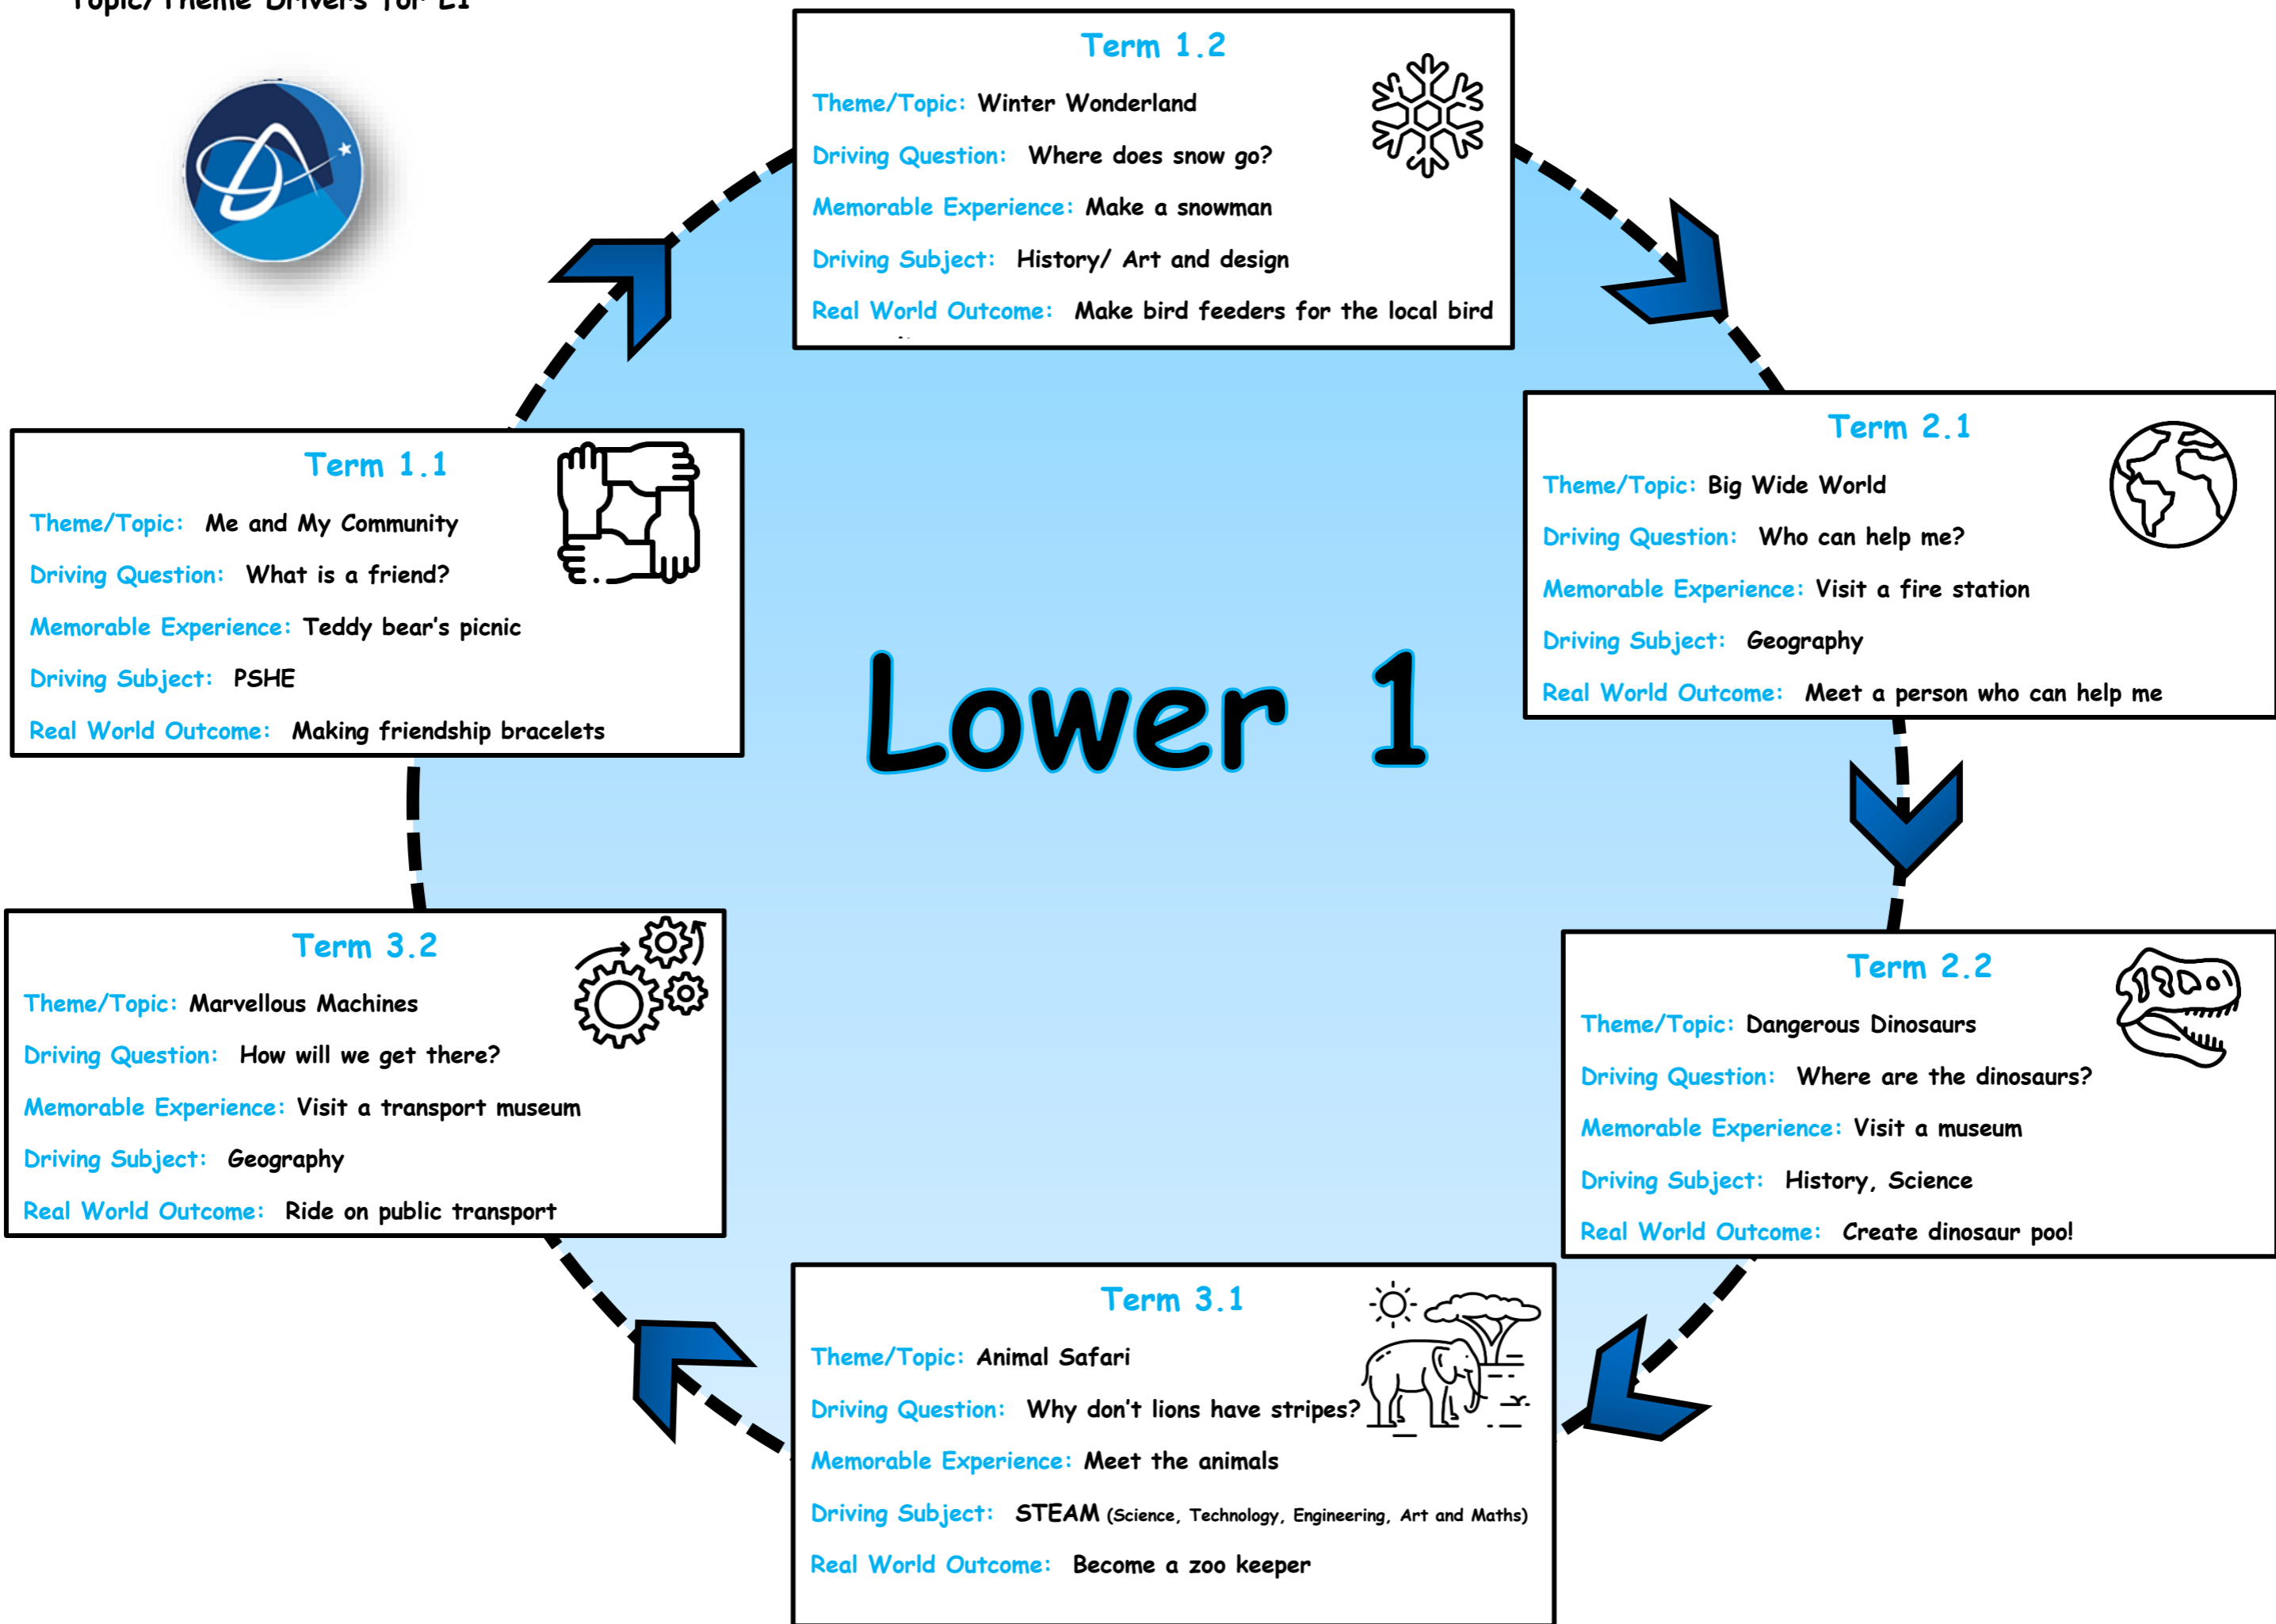 Topic/Theme Drivers for L1
Term 1.2
Theme/Topic: Winter Wonderland
Driving Question: Where does snow go?
Memorable Experience: Make a snowman
Driving Subject: History/ Art and design
Real World Outcome: Make bird feeders for the local bird
Term 1.1
Theme/Topic: Me and My Community
Driving Question: What is a friend?
Memorable Experience: Teddy bear's picnic
Driving Subject: PSHE
Real World Outcome: Making friendship bracelets
Term 2.1
Theme/Topic: Big Wide World
Driving Question: Who can help me?
Memorable Experience: Visit a fire station
Driving Subject: Geography
Real World Outcome: Meet a person who can help me
Lower 1
Term 3.2
Theme/Topic: Marvellous Machines
Driving Question: How will we get there?
Memorable Experience: Visit a transport museum
Driving Subject: Geography
Real World Outcome: Ride on public transport
Term 2.2
Theme/Topic: Dangerous Dinosaurs
Driving Question: Where are the dinosaurs?
Memorable Experience: Visit a museum
Driving Subject: History, Science
Real World Outcome: Create dinosaur poo!
Term 3.1
Theme/Topic: Animal Safari
Driving Question: Why don't lions have stripes?
Memorable Experience: Meet the animals
Driving Subject: STEAM (Science, Technology, Engineering, Art and Maths)
Real World Outcome: Become a zoo keeper